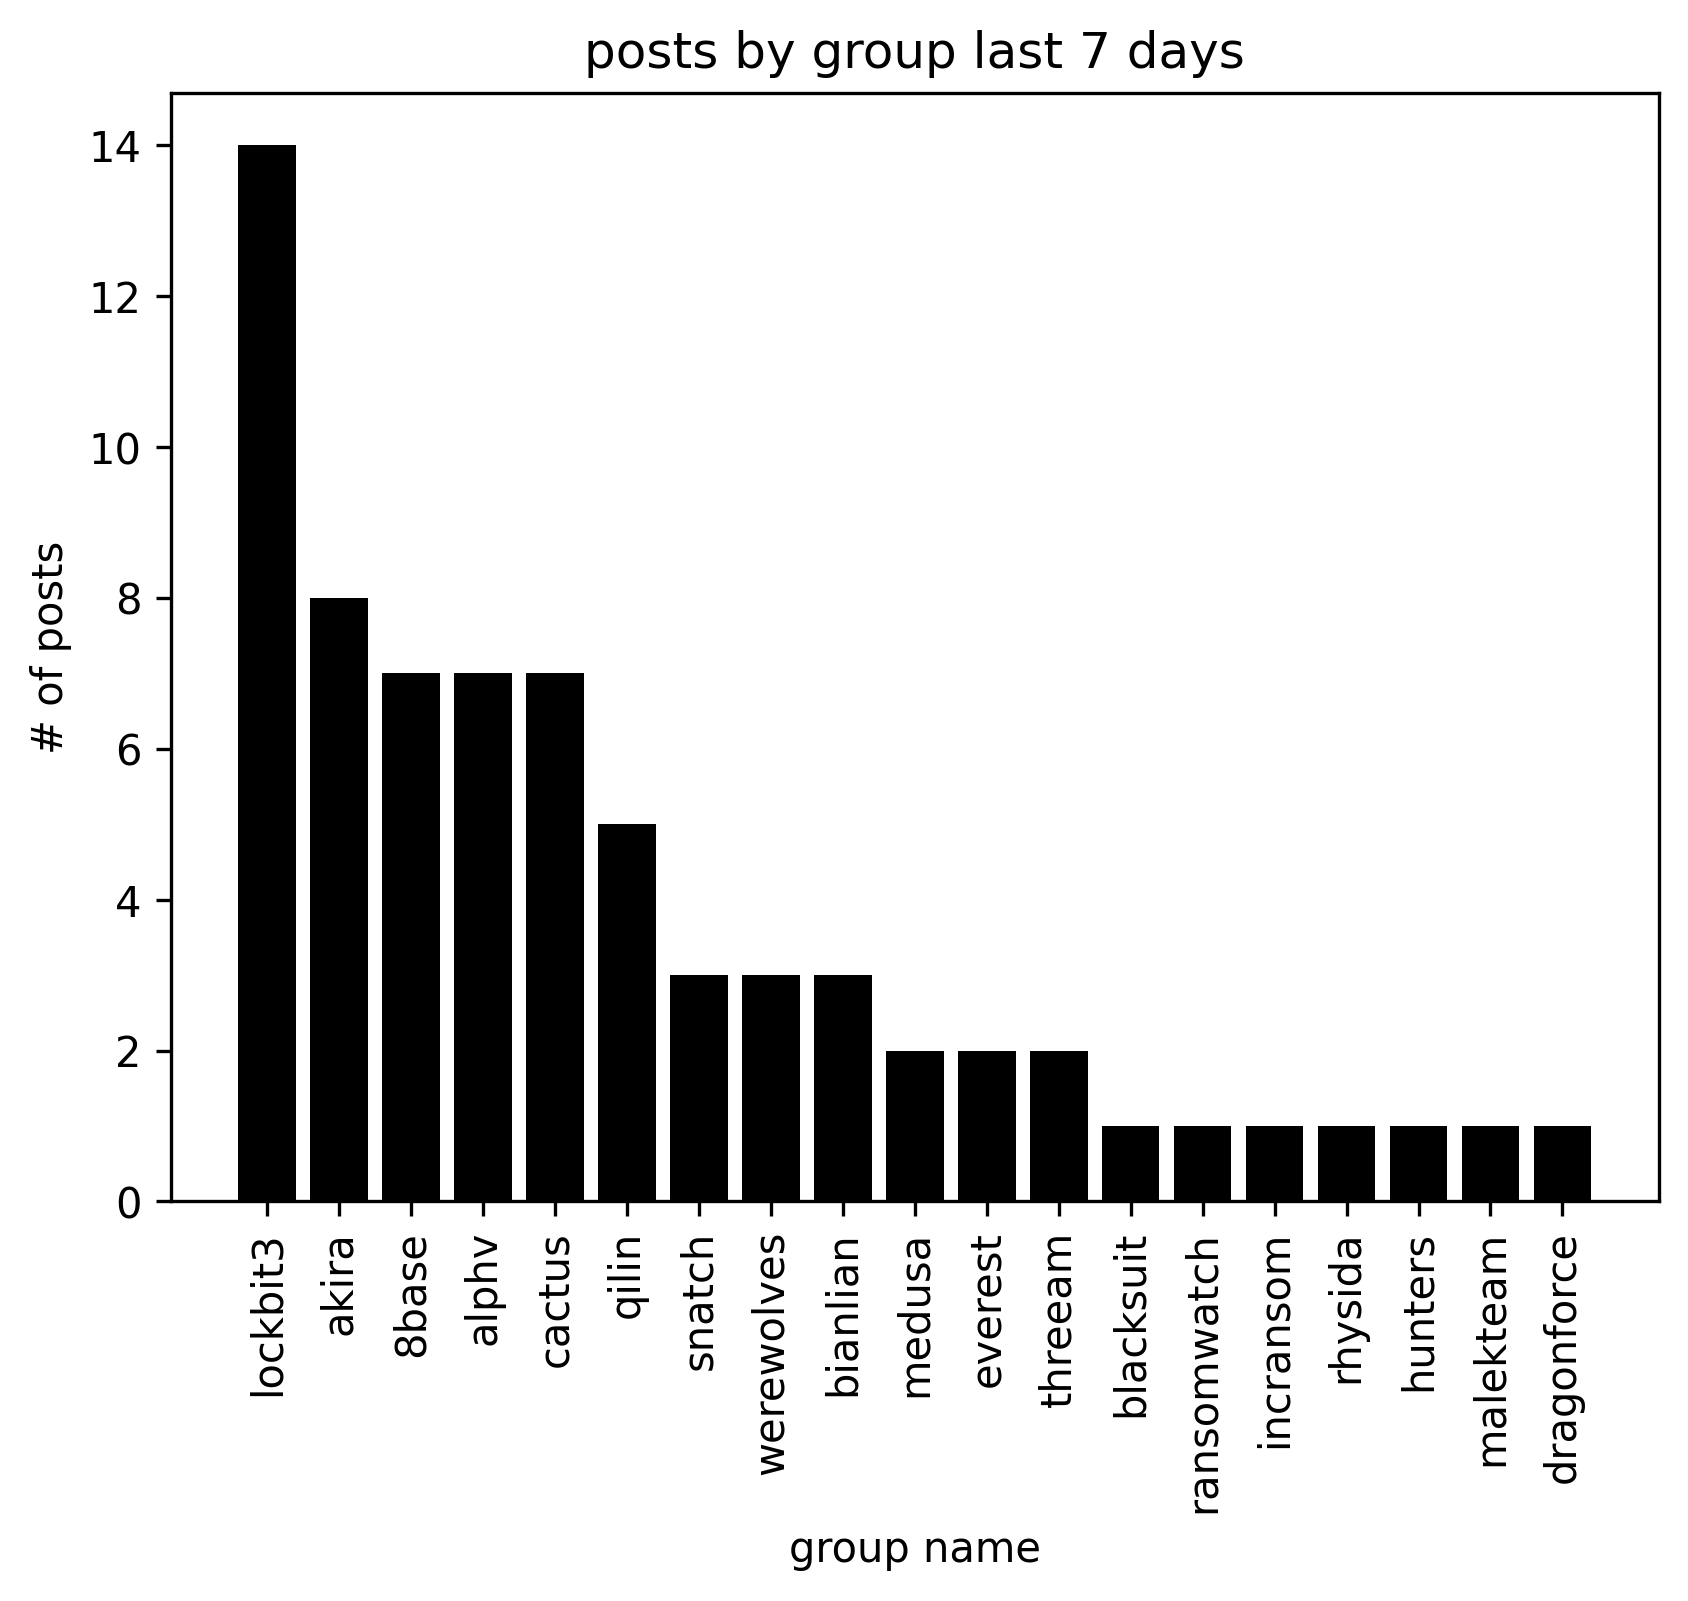 posts by group last 7 days
14
12
10
8
6
4
2
0
# of posts
lockbit3
akira
8base
alphv
cactus
qilin
snatch
werewolves
bianlian
medusa
everest
threeam
blacksuit
ransomwatch
incransom
rhysida
hunters
malekteam
dragonforce
group name